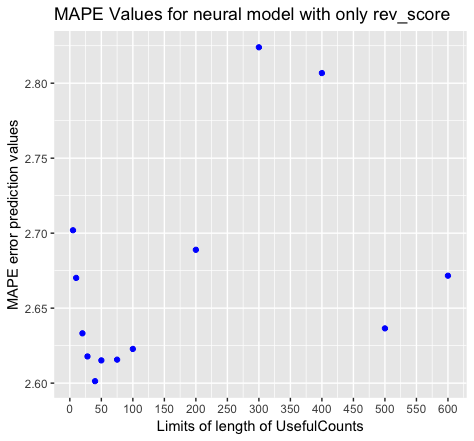 MAPE Values for neural model with only rev_score
MAPE error prediction values
2.80
2.75
2.70
2.65
2.60
0 50 100 150 200 250 300 350 400 450 500 550 600
Limits of length of UsefulCounts